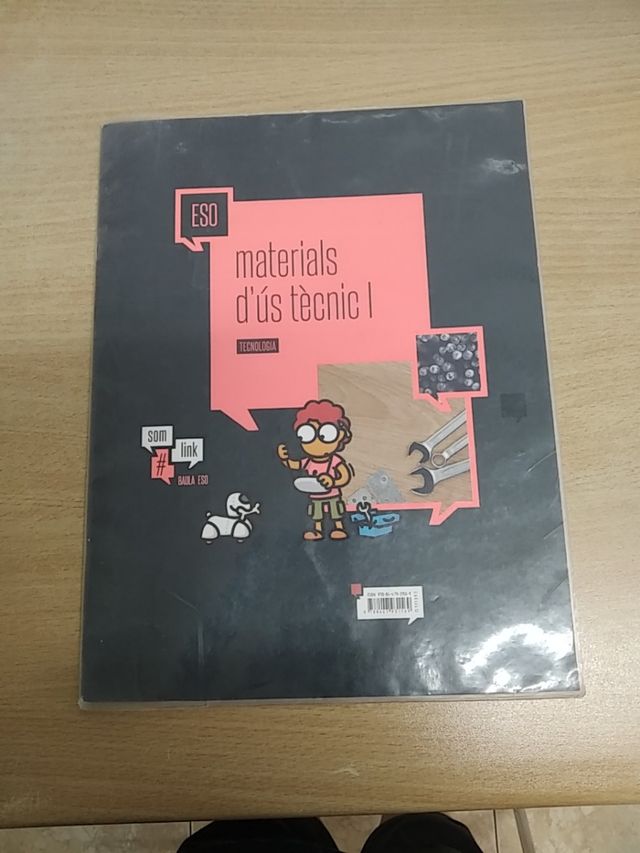 ESO
materials
d'ús tècnic I
TECNOLOGIA
som
# link
BAULA ESO